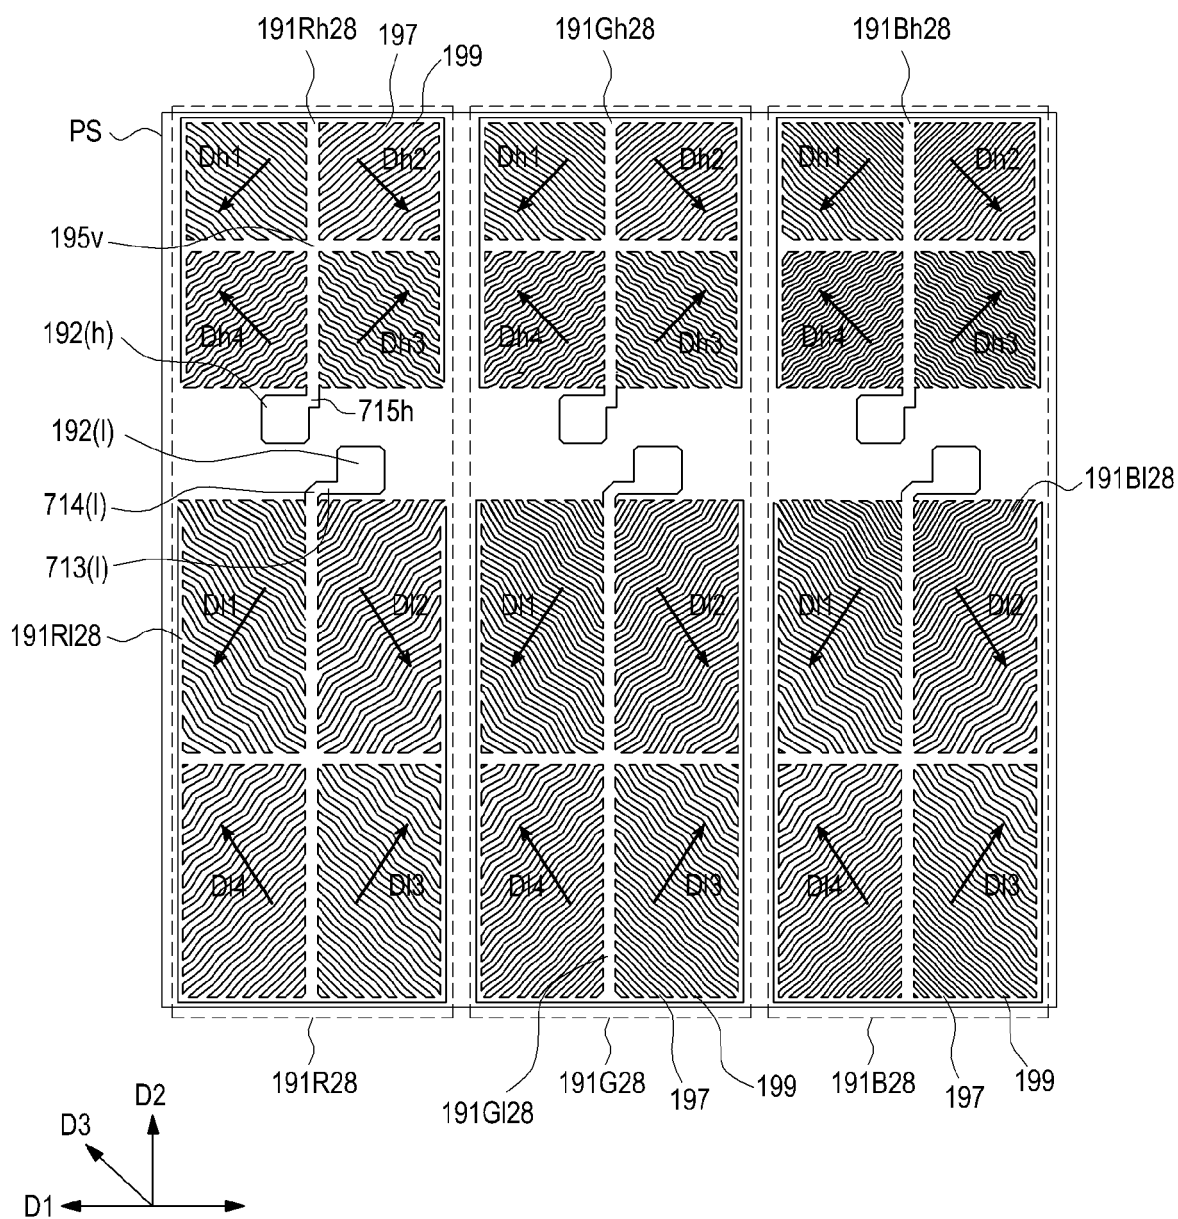 191Rh28
197
199
191Gh28
191Bh28
PS
Dh1
Dh2
Dh1
Dh2
Dh1
Dh2
195v
192(h)
Dh4
Dh3
Dh4
Dh3
Dh4
Dh3
715h
192(l)
191Bl28
714(l)
713(l)
Dl1
Dl2
Dl1
Dl2
Dl1
Dl2
191Rl28
Dl4
Dl3
Dl4
Dl3
Dl4
Dl3
191R28
191Gl28
191G28
197
199
191B28
197
199
D2
D3
D1